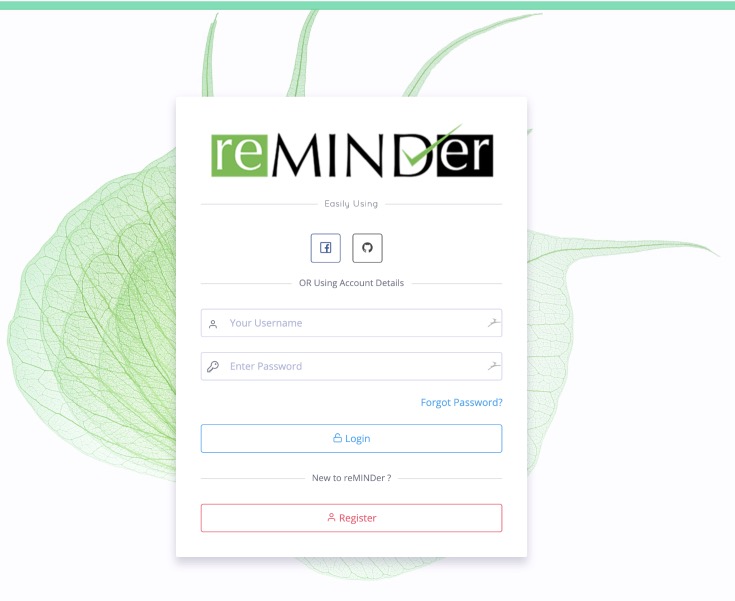 reMINDer
Easily Using
OR Using Account Details
Your Username
Enter Password
Forgot Password?
Login
New to reMINDer ?
Register